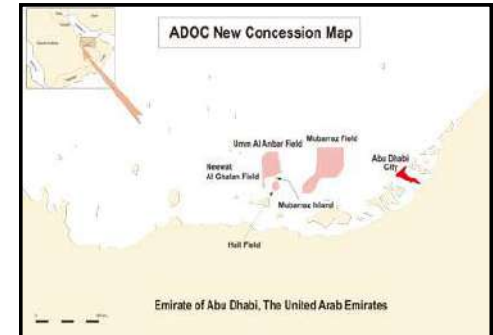 ADOC New Concession Map
Umm Al Anbar Field
Mubarraz Field
Abu Dhabi
City
Neewat
Al Ghalan Field
Mubarraz Island
Hail Field
Emirate of Abu Dhabi, The United Arab Emirates